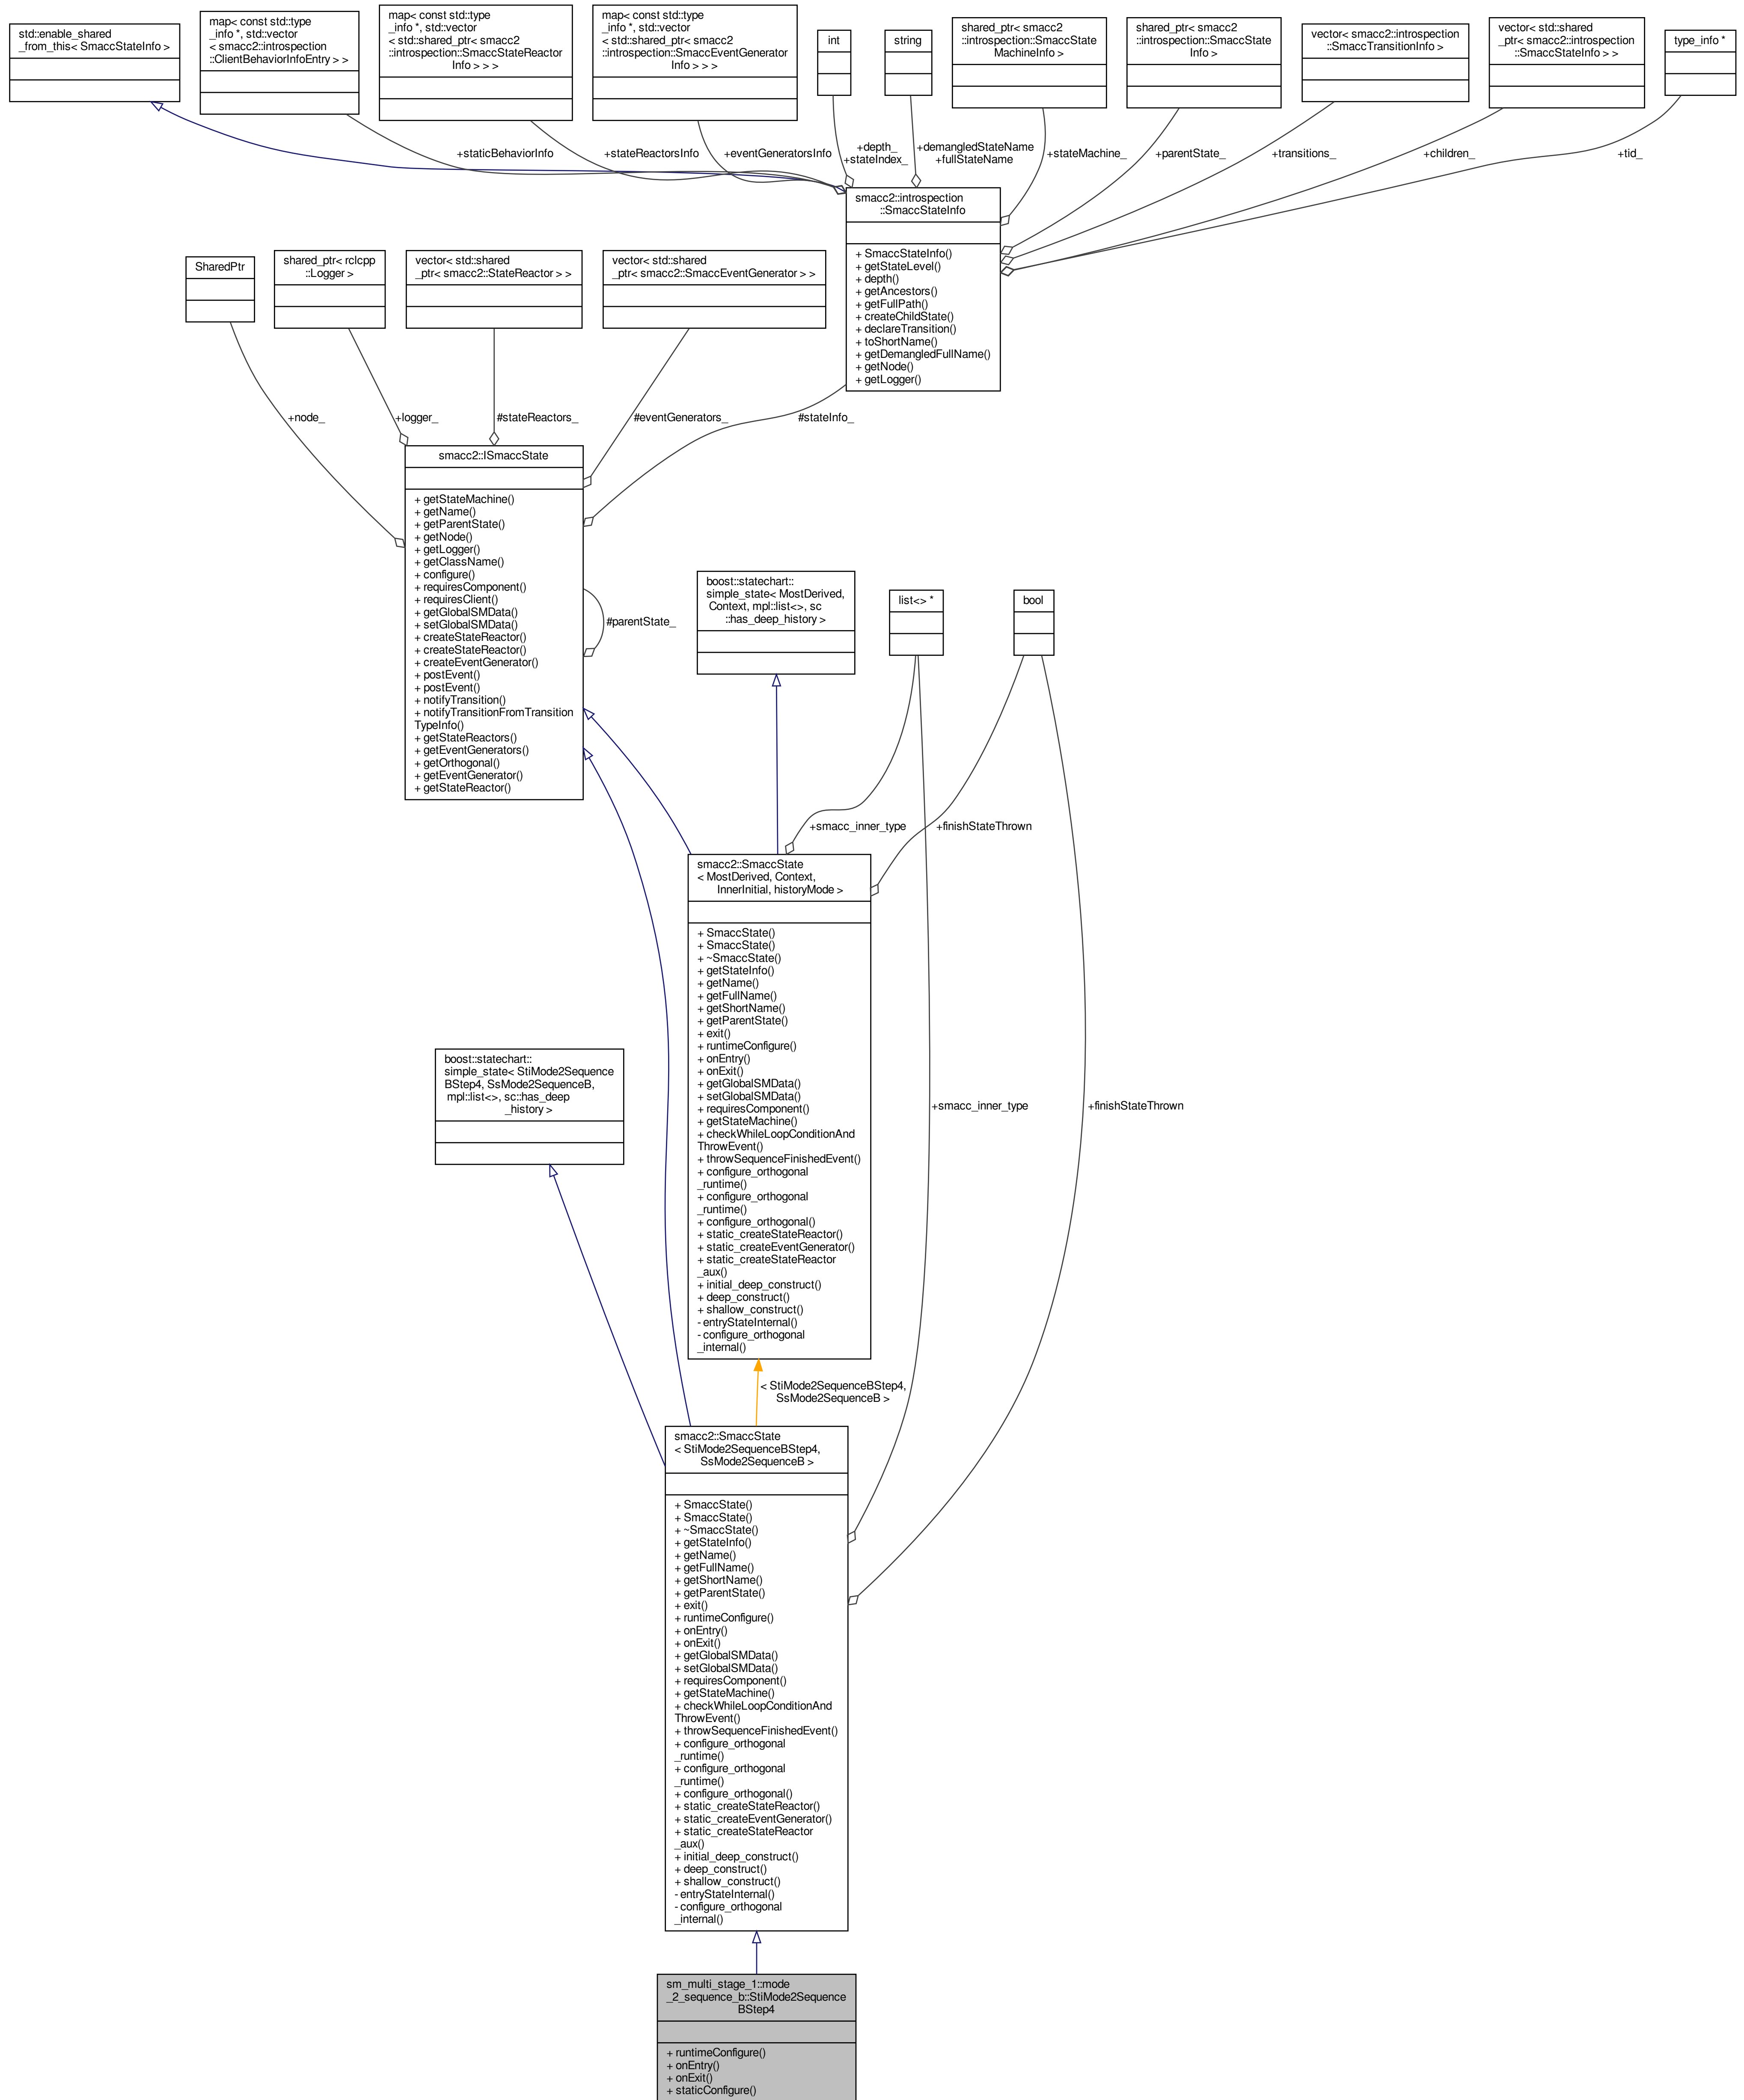 std::enable_shared
_from_this< SmaccStateInfo >
map< const std::type
_info *, std::vector
< smacc2::introspection
::ClientBehaviorInfoEntry > >
map< const std::type
_info *, std::vector
< std::shared_ptr< smacc2
::introspection::SmaccStateReactor
Info > > >
map< const std::type
_info *, std::vector
< std::shared_ptr< smacc2
::introspection::SmaccEventGenerator
Info > > >
int
string
shared_ptr< smacc2
::introspection::SmaccState
MachineInfo >
shared_ptr< smacc2
::introspection::SmaccState
Info >
vector< smacc2::introspection
::SmaccTransitionInfo >
vector< std::shared
_ptr< smacc2::introspection
::SmaccStateInfo > >
type_info *
+staticBehaviorInfo
+stateReactorsInfo
+eventGeneratorsInfo
+depth_
+stateIndex_
+demangledStateName
+fullStateName
+stateMachine_
+parentState_
+transitions_
+children_
+tid_
smacc2::introspection
::SmaccStateInfo
+ SmaccStateInfo()
+ getStateLevel()
+ depth()
+ getAncestors()
+ getFullPath()
+ createChildState()
+ declareTransition()
+ toShortName()
+ getDemangledFullName()
+ getNode()
+ getLogger()
SharedPtr
shared_ptr< rclcpp
::Logger >
vector< std::shared
_ptr< smacc2::StateReactor > >
vector< std::shared
_ptr< smacc2::SmaccEventGenerator > >
+node_
+logger_
#stateReactors_
#eventGenerators_
#stateInfo_
smacc2::ISmaccState
+ getStateMachine()
+ getName()
+ getParentState()
+ getNode()
+ getLogger()
+ getClassName()
+ configure()
+ requiresComponent()
+ requiresClient()
+ getGlobalSMData()
+ setGlobalSMData()
+ createStateReactor()
+ createStateReactor()
+ createEventGenerator()
+ postEvent()
+ postEvent()
+ notifyTransition()
+ notifyTransitionFromTransition
TypeInfo()
+ getStateReactors()
+ getEventGenerators()
+ getOrthogonal()
+ getEventGenerator()
+ getStateReactor()
#parentState_
boost::statechart::
simple_state< MostDerived,
Context, mpl::list<>, sc
::has_deep_history >
list<> *
bool
+smacc_inner_type
+finishStateThrown
smacc2::SmaccState
< MostDerived, Context,
InnerInitial, historyMode >
+ SmaccState()
+ SmaccState()
+ ~SmaccState()
+ getStateInfo()
+ getName()
+ getFullName()
+ getShortName()
+ getParentState()
+ exit()
+ runtimeConfigure()
+ onEntry()
+ onExit()
+ getGlobalSMData()
+ setGlobalSMData()
+ requiresComponent()
+ getStateMachine()
+ checkWhileLoopConditionAnd
ThrowEvent()
+ throwSequenceFinishedEvent()
+ configure_orthogonal
_runtime()
+ configure_orthogonal
_runtime()
+ configure_orthogonal()
+ static_createStateReactor()
+ static_createEventGenerator()
+ static_createStateReactor
_aux()
+ initial_deep_construct()
+ deep_construct()
+ shallow_construct()
- entryStateInternal()
- configure_orthogonal
_internal()
boost::statechart::
simple_state< StiMode2Sequence
BStep4, SsMode2SequenceB,
mpl::list<>, sc::has_deep
_history >
+smacc_inner_type
+finishStateThrown
< StiMode2SequenceBStep4,
SsMode2SequenceB >
smacc2::SmaccState
< StiMode2SequenceBStep4,
SsMode2SequenceB >
+ SmaccState()
+ SmaccState()
+ ~SmaccState()
+ getStateInfo()
+ getName()
+ getFullName()
+ getShortName()
+ getParentState()
+ exit()
+ runtimeConfigure()
+ onEntry()
+ onExit()
+ getGlobalSMData()
+ setGlobalSMData()
+ requiresComponent()
+ getStateMachine()
+ checkWhileLoopConditionAnd
ThrowEvent()
+ throwSequenceFinishedEvent()
+ configure_orthogonal
_runtime()
+ configure_orthogonal
_runtime()
+ configure_orthogonal()
+ static_createStateReactor()
+ static_createEventGenerator()
+ static_createStateReactor
_aux()
+ initial_deep_construct()
+ deep_construct()
+ shallow_construct()
- entryStateInternal()
- configure_orthogonal
_internal()
sm_multi_stage_1::mode
_2_sequence_b::StiMode2Sequence
BStep4
+ runtimeConfigure()
+ onEntry()
+ onExit()
+ staticConfigure()